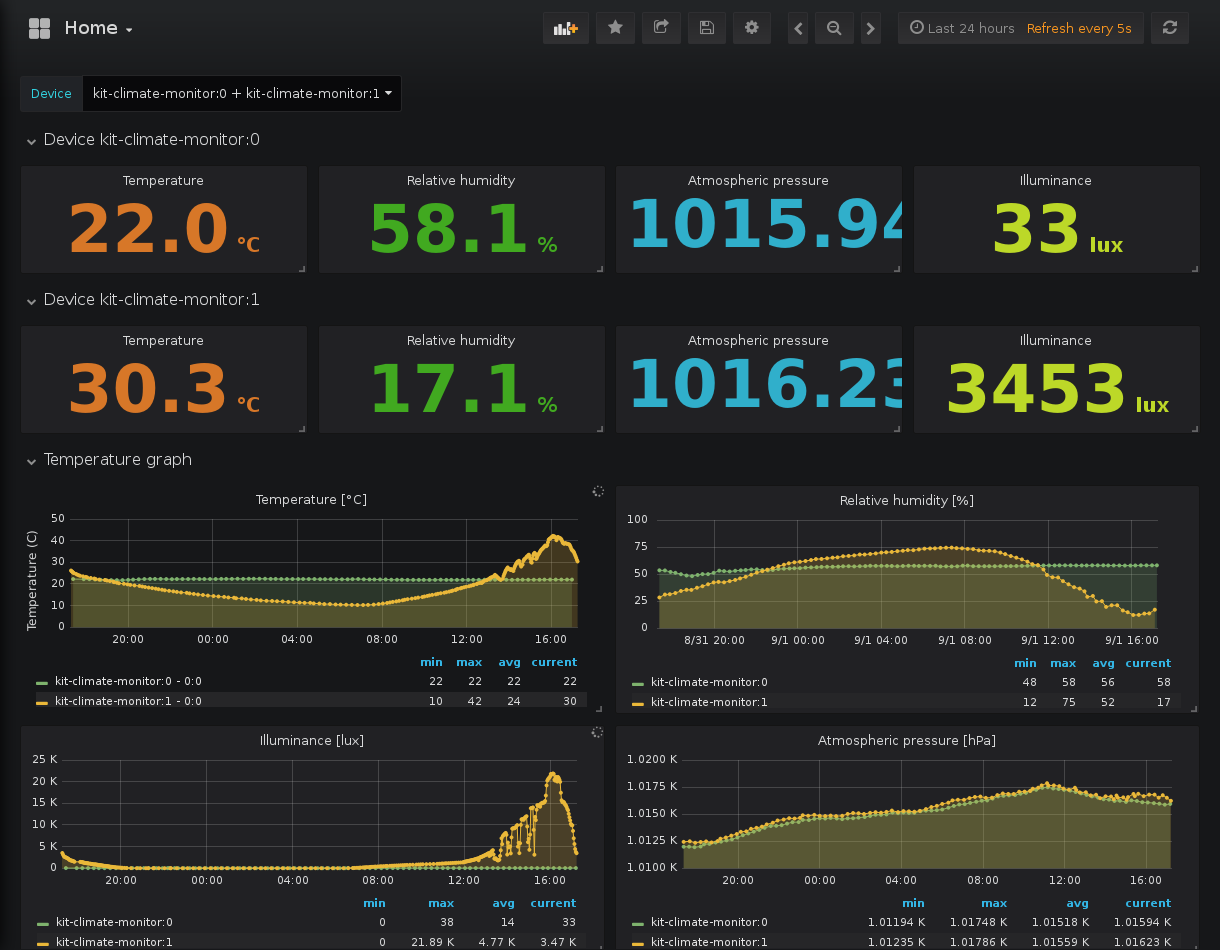 Home
Last 24 hours Refresh every 5s
Device kit-climate-monitor:0 + kit-climate-monitor:1
Device kit-climate-monitor:0
Temperature Relative humidity Atmospheric pressure Illuminance
22.0 °C 58.1 % 1015.94 33 lux
Device kit-climate-monitor:1
Temperature Relative humidity Atmospheric pressure Illuminance
30.3 °C 17.1 % 1016.23 3453 lux
Temperature graph
Temperature [°C]
Temperature (C)
50
40
30
20
10
0
20:00 00:00 04:00 08:00 12:00 16:00
min max avg current
kit-climate-monitor:0 - 0:0 22 22 22 22
kit-climate-monitor:1 - 0:0 10 42 24 30
Relative humidity [%]
100
75
50
25
0
8/31 20:00 9/1 00:00 9/1 04:00 9/1 08:00 9/1 12:00 9/1 16:00
min max avg current
kit-climate-monitor:0 48 58 56 58
kit-climate-monitor:1 12 75 52 17
Illuminance [lux]
25 K
20 K
15 K
10 K
5 K
0
20:00 00:00 04:00 08:00 12:00 16:00
min max avg current
kit-climate-monitor:0 0 38 14 33
kit-climate-monitor:1 0 21.89 K 4.77 K 3.47 K
Atmospheric pressure [hPa]
1.0200 K
1.0175 K
1.0150 K
1.0125 K
1.0100 K
20:00 00:00 04:00 08:00 12:00 16:00
min max avg current
kit-climate-monitor:0 1.01194 K 1.01748 K 1.01518 K 1.01594 K
kit-climate-monitor:1 1.01235 K 1.01786 K 1.01559 K 1.01623 K